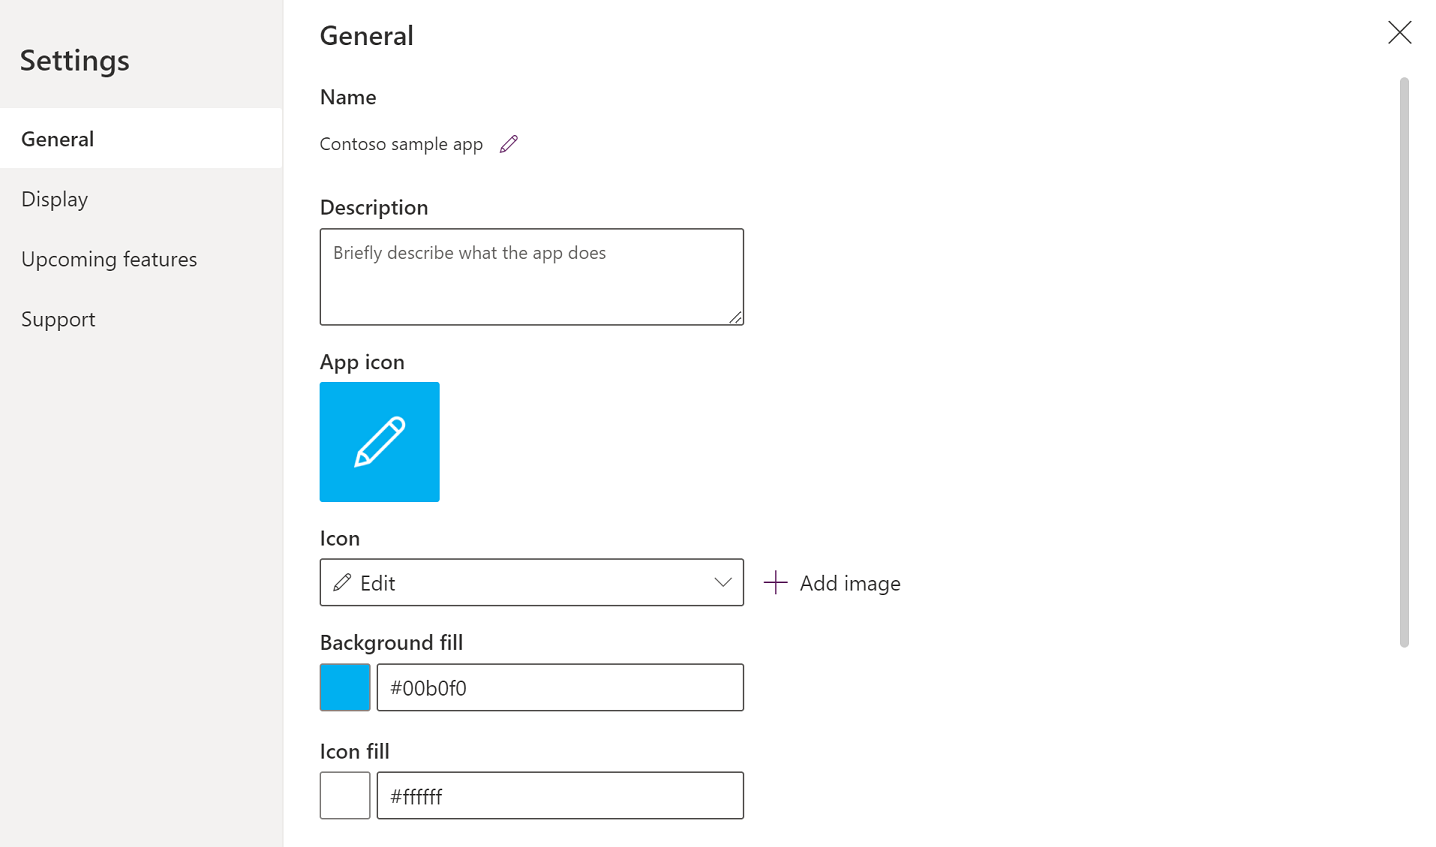 Settings
General
Display
Upcoming features
Support
General
Name
Contoso sample app
Description
Briefly describe what the app does
App icon
Icon
Edit
Add image
Background fill
#00b0f0
Icon fill
#ffffff